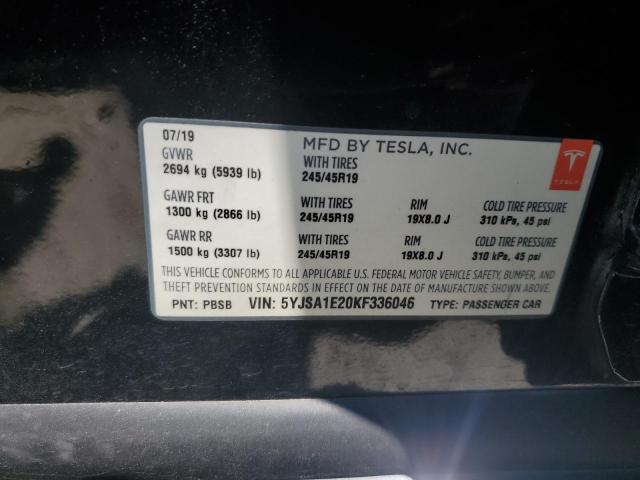 07/19
MFD BY TESLA, INC.
GVWR
WITH TIRES
2694 kg (5939 lb)
245/45R19
TESLA
GAWR FRT
WITH TIRES
RIM
COLD TIRE PRESSURE
1300 kg (2866 lb)
245/45R19
19X8.0 J
310 kPa, 45 psi
GAWR RR
WITH TIRES
RIM
COLD TIRE PRESSURE
1500 kg (3307 lb)
245/45R19
19X8.0 J
310 kPa, 45 psi
THIS VEHICLE CONFORMS TO ALL APPLICABLE U.S. FEDERAL MOTOR VEHICLE SAFETY, BUMPER, AND
THEFT PREVENTION STANDARDS IN EFFECT ON THE DATE OF MANUFACTURE SHOWN ABOVE.
PNT: PBSB VIN: 5YJSA1E20KF336046 TYPE: PASSENGER CAR